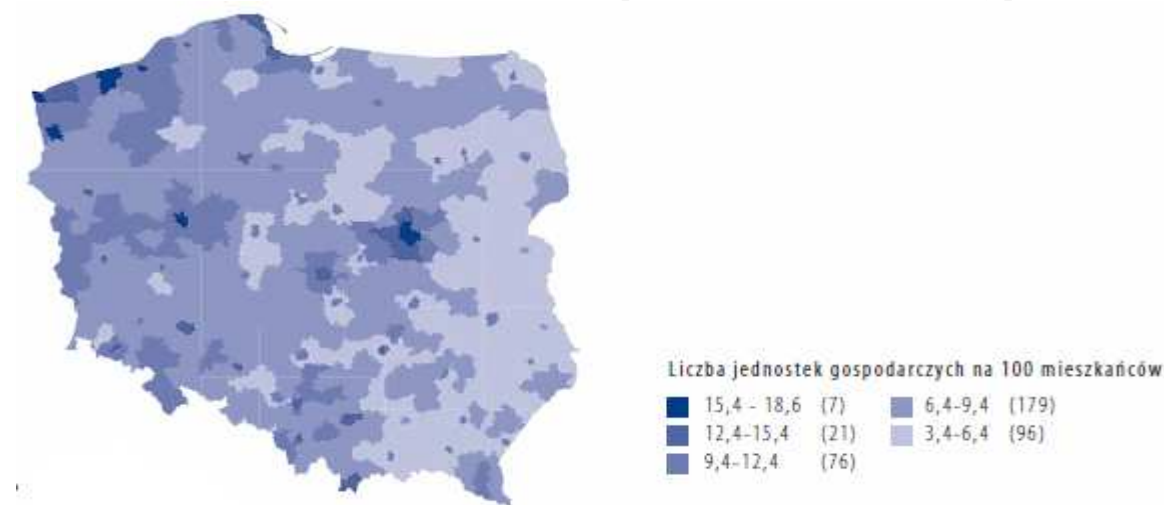 Liczba jednostek gospodarczych na 100 mieszkańców
15,4 - 18,6 (7)
12,4-15,4 (21)
9,4-12,4 (76)
6,4-9,4 (179)
3,4-6,4 (96)